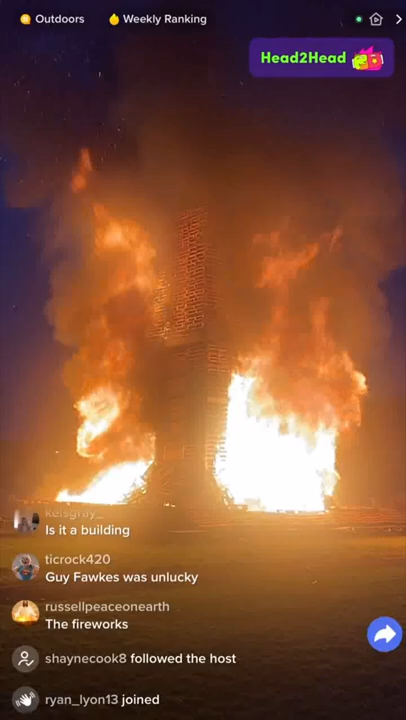 Outdoors
Weekly Ranking
Head2Head
kelsgray_
Is it a building
ticrock420
Guy Fawkes was unlucky
russellpeaceonearth
The fireworks
shaynecook8 followed the host
ryan_lyon13 joined